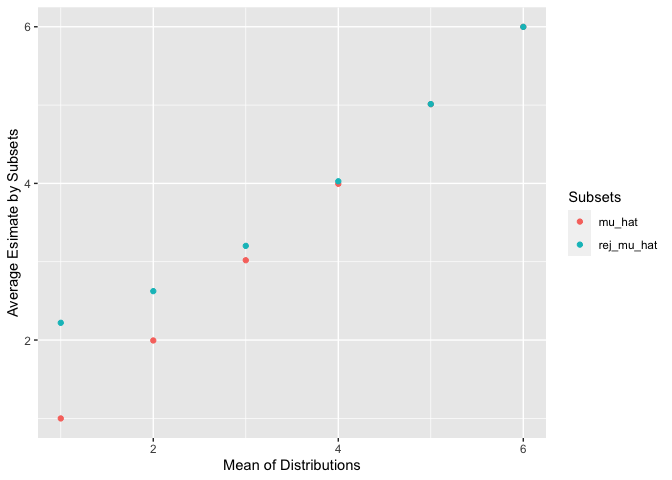 6
4
2
Average Esimate by Subsets
2
4
6
Mean of Distributions
Subsets
mu_hat
rej_mu_hat